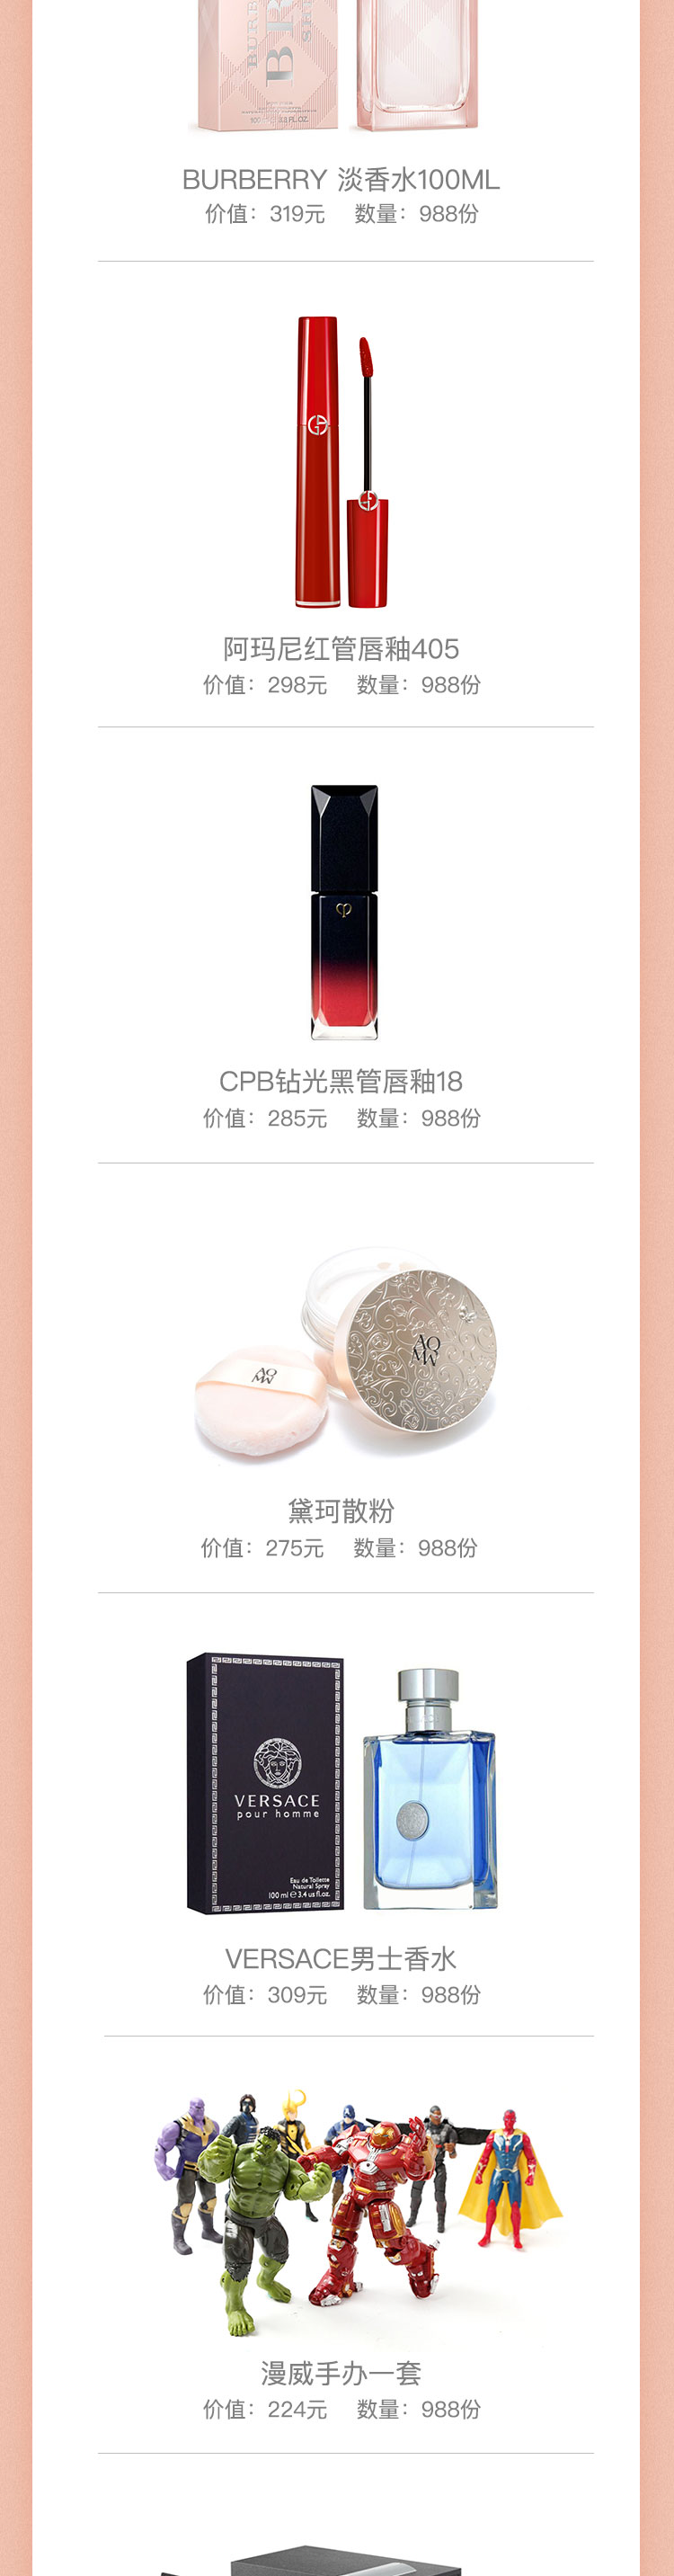 BURBERRY 淡香水100ML
价值：319元 数量：988份
阿玛尼红管唇釉405
价值：298元 数量：988份
CPB钻光黑管唇釉18
价值：285元 数量：988份
AQ
MW
AQ
MW
黛珂散粉
价值：275元 数量：988份
VERSACE
pour homme
Eau de Toilette
Natural Spray
100 ml ℮ 3.4 us fl.oz.
VERSACE男士香水
价值：309元 数量：988份
漫威手办一套
价值：224元 数量：988份